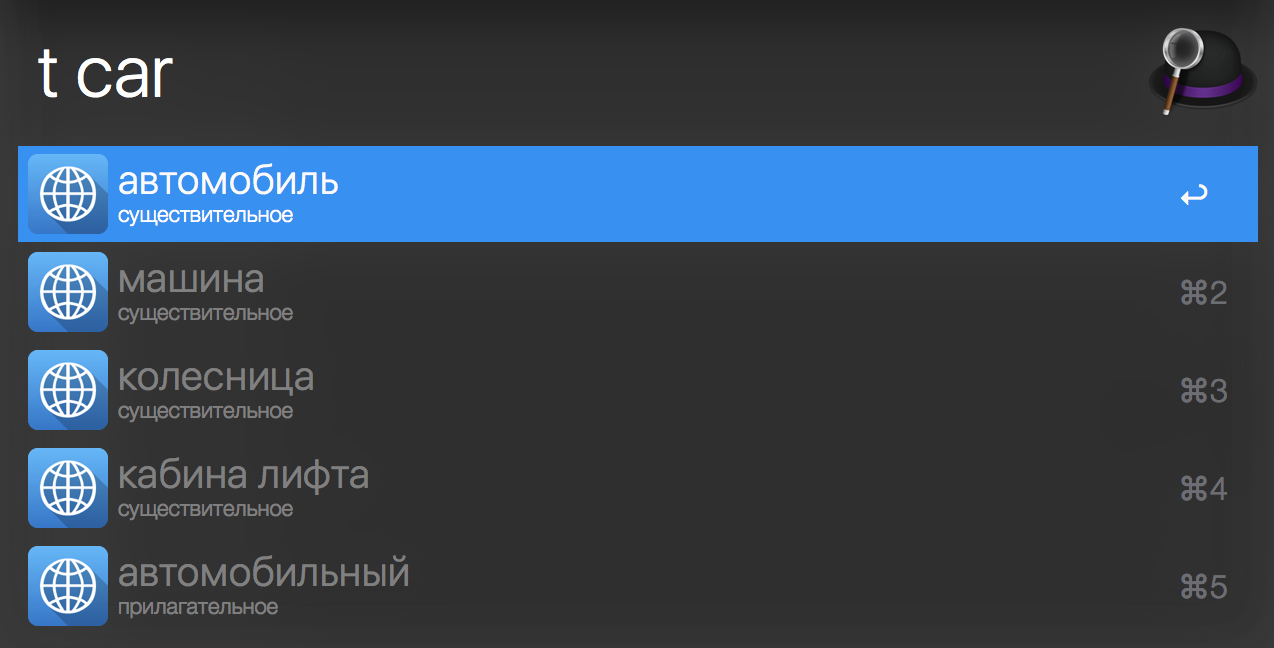 t car
автомобиль
существительное
↩
машина
существительное
⌘2
колесница
существительное
⌘3
кабина лифта
существительное
⌘4
автомобильный
прилагательное
⌘5